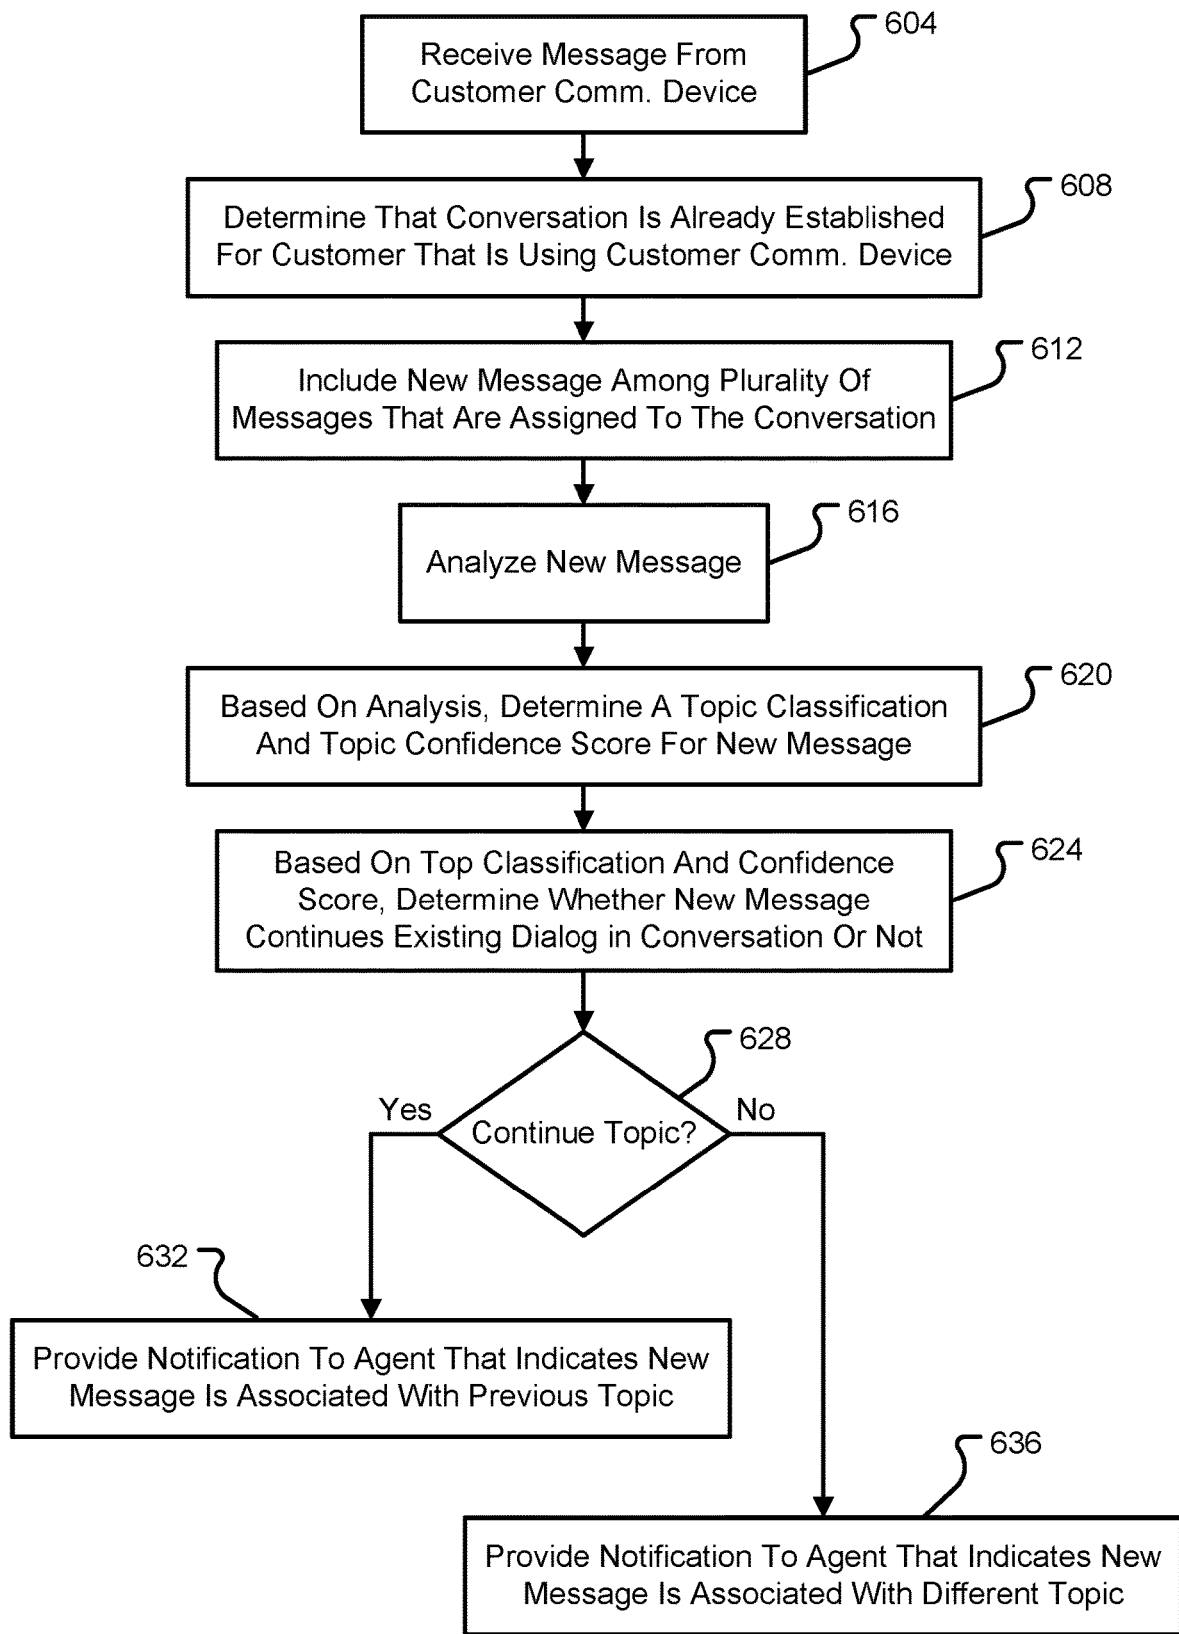 604
Receive Message From
Customer Comm. Device
608
Determine That Conversation Is Already Established
For Customer That Is Using Customer Comm. Device
612
Include New Message Among Plurality Of
Messages That Are Assigned To The Conversation
616
Analyze New Message
620
Based On Analysis, Determine A Topic Classification
And Topic Confidence Score For New Message
624
Based On Top Classification And Confidence
Score, Determine Whether New Message
Continues Existing Dialog in Conversation Or Not
628
Yes
No
Continue Topic?
632
Provide Notification To Agent That Indicates New
Message Is Associated With Previous Topic
636
Provide Notification To Agent That Indicates New
Message Is Associated With Different Topic